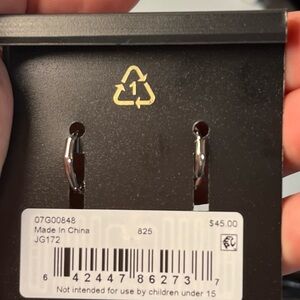 1
07G00848
Made In China 825 $45.00
JG172
6 42447 86273 7
Not intended for use by children under 15